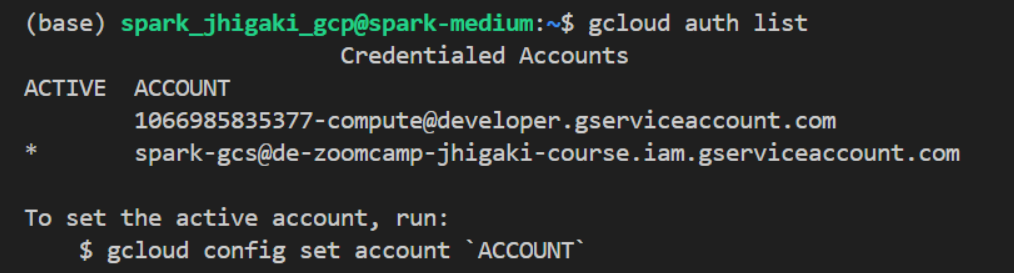 (base) spark_jhigaki_gcp@spark-medium:~$ gcloud auth list
Credentialed Accounts
ACTIVE  ACCOUNT
1066985835377-compute@developer.gserviceaccount.com
*       spark-gcs@de-zoomcamp-jhigaki-course.iam.gserviceaccount.com
To set the active account, run:
$ gcloud config set account `ACCOUNT`